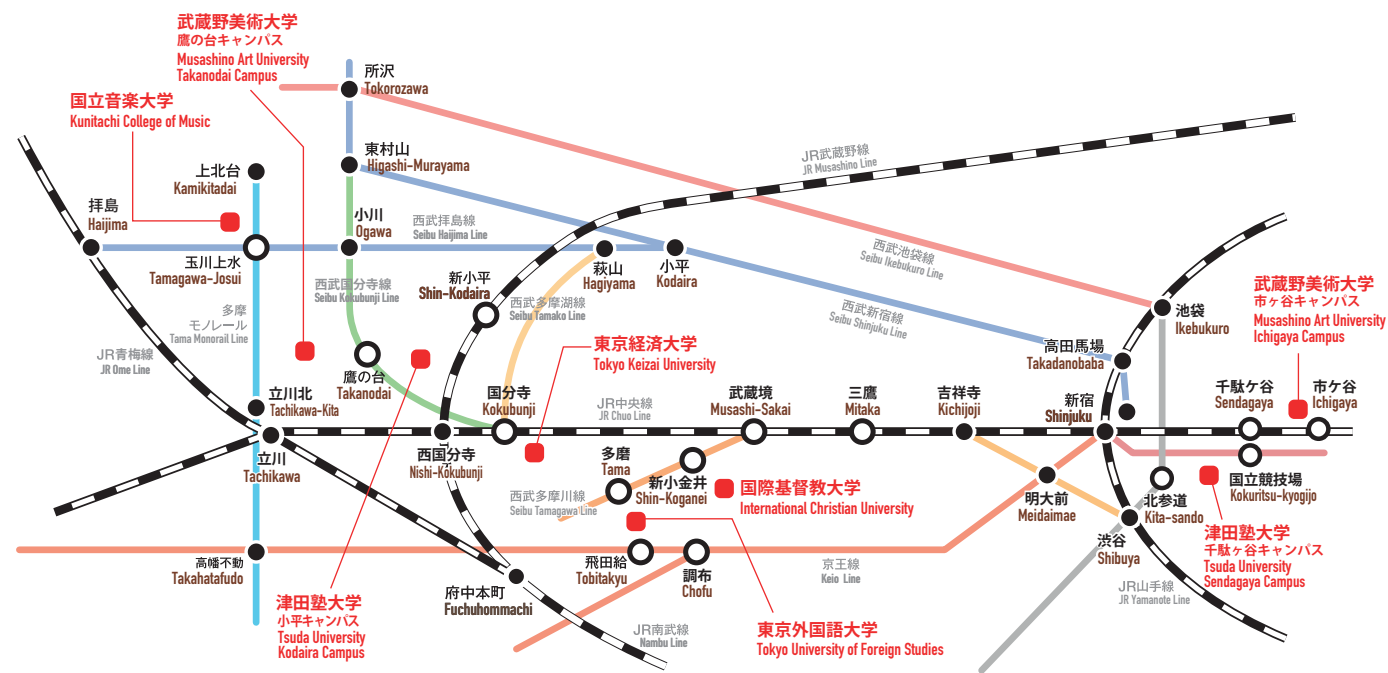 武蔵野美術大学
鷹の台キャンパス
Musashino Art University
Takanodai Campus
国立音楽大学
Kunitachi College of Music
所沢
Tokorozawa
東村山
Higashi-Murayama
上北台
Kamikitadai
拝島
Haijima
小川
Ogawa
西武拝島線
Seibu Haijima Line
JR武蔵野線
JR Musashino Line
西武池袋線
Seibu Ikebukuro Line
玉川上水
Tamagawa-Josui
西武国分寺線
Seibu Kokubunji Line
新小平
Shin-Kodaira
萩山
Hagiyama
小平
Kodaira
西武多摩湖線
Seibu Tamako Line
西武新宿線
Seibu Shinjuku Line
池袋
Ikebukuro
武蔵野美術大学
市ヶ谷キャンパス
Musashino Art University
Ichigaya Campus
多摩
モノレール
Tama Monorail Line
JR青梅線
JR Ome Line
東京経済大学
Tokyo Keizai University
高田馬場
Takadanobaba
鷹の台
Takanodai
立川北
Tachikawa-Kita
国分寺
Kokubunji
JR中央線
JR Chuo Line
武蔵境
Musashi-Sakai
三鷹
Mitaka
吉祥寺
Kichijoji
新宿
Shinjuku
千駄ケ谷
Sendagaya
市ケ谷
Ichigaya
立川
Tachikawa
西国分寺
Nishi-Kokubunji
多磨
Tama
新小金井
Shin-Koganei
西武多摩川線
Seibu Tamagawa Line
国際基督教大学
International Christian University
明大前
Meidaimae
北参道
Kita-sando
国立競技場
Kokuritsu-kyogijo
渋谷
Shibuya
津田塾大学
千駄ヶ谷キャンパス
Tsuda University
Sendagaya Campus
高幡不動
Takahatafudo
飛田給
Tobitakyu
調布
Chofu
京王線
Keio Line
JR山手線
JR Yamanote Line
府中本町
Fuchuhommachi
津田塾大学
小平キャンパス
Tsuda University
Kodaira Campus
JR南武線
Nambu Line
東京外国語大学
Tokyo University of Foreign Studies